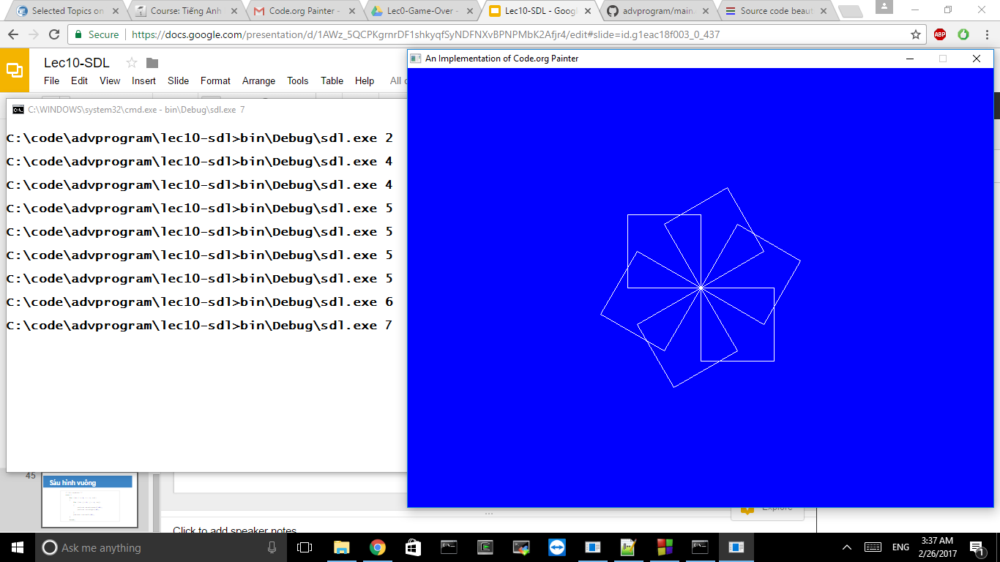 Selected Topics on
Course: Tiếng Anh
Code.org Painter -
Lec0-Game-Over -
Lec10-SDL - Goog
advprogram/main.
Source code beau
Secure
https://docs.google.com/presentation/d/1AWz_5QCPKgrnrDF1shkyqfSyNDFNXvBPNPMbK2Afjr4/edit#slide=id.g1eac18f003_0_437
ABP
Lec10-SDL
File Edit View Insert Slide Format Arrange Tools Table Help All
An Implementation of Code.org Painter
C:\WINDOWS\system32\cmd.exe - bin\Debug\sdl.exe 7
C:\code\advprogram\lec10-sdl>bin\Debug\sdl.exe 2
C:\code\advprogram\lec10-sdl>bin\Debug\sdl.exe 4
C:\code\advprogram\lec10-sdl>bin\Debug\sdl.exe 4
C:\code\advprogram\lec10-sdl>bin\Debug\sdl.exe 5
C:\code\advprogram\lec10-sdl>bin\Debug\sdl.exe 5
C:\code\advprogram\lec10-sdl>bin\Debug\sdl.exe 5
C:\code\advprogram\lec10-sdl>bin\Debug\sdl.exe 5
C:\code\advprogram\lec10-sdl>bin\Debug\sdl.exe 6
C:\code\advprogram\lec10-sdl>bin\Debug\sdl.exe 7
45
Sáu hình vuông
Explore
Click to add speaker notes
Ask me anything
ENG
3:37 AM
2/26/2017
1